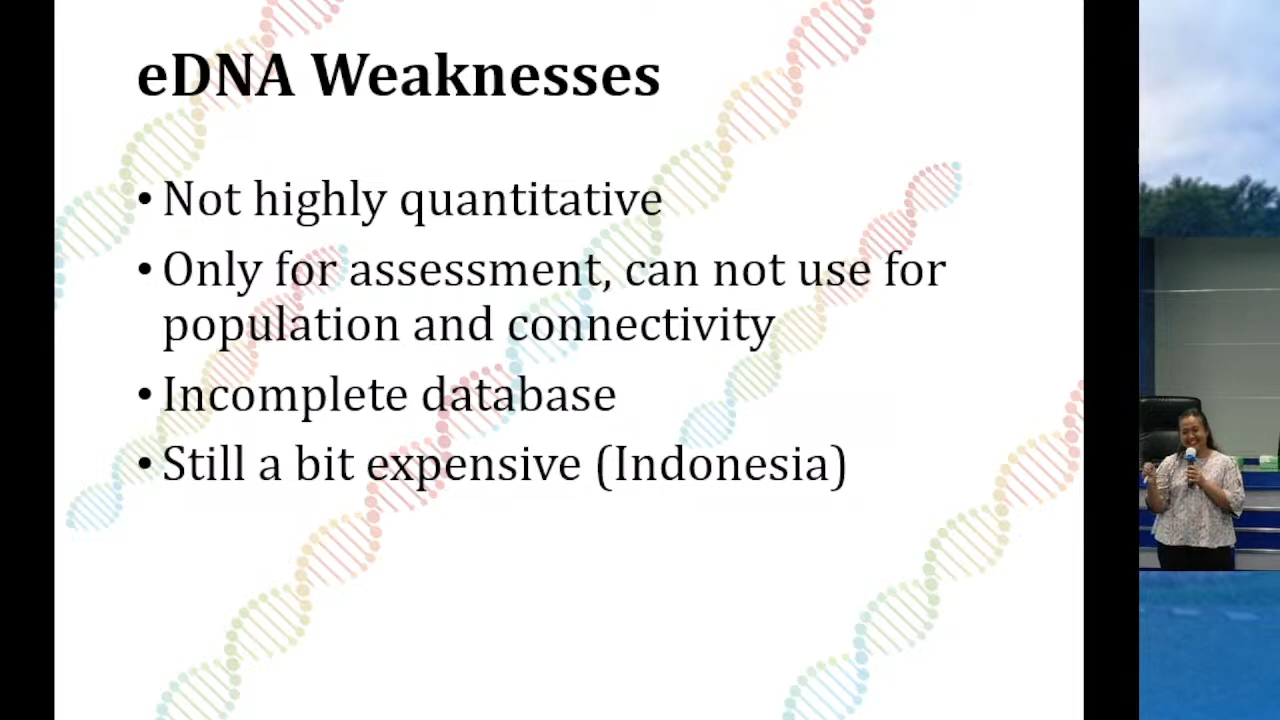 eDNA Weaknesses
• Not highly quantitative
• Only for assessment, can not use for
population and connectivity
• Incomplete database
• Still a bit expensive (Indonesia)